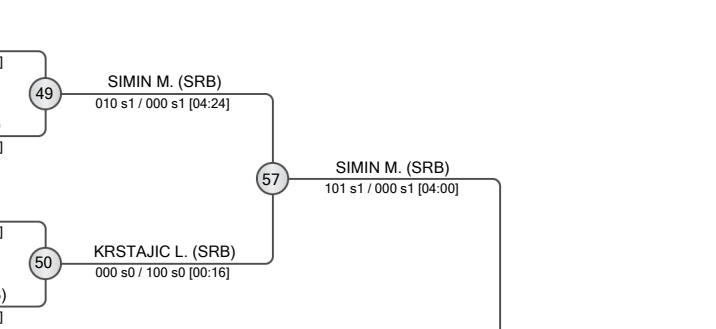 ]
49
SIMIN M. (SRB)
010 s1 / 000 s1 [04:24]
]
57
SIMIN M. (SRB)
101 s1 / 000 s1 [04:00]
]
50
KRSTAJIC L. (SRB)
000 s0 / 100 s0 [00:16]
)
]